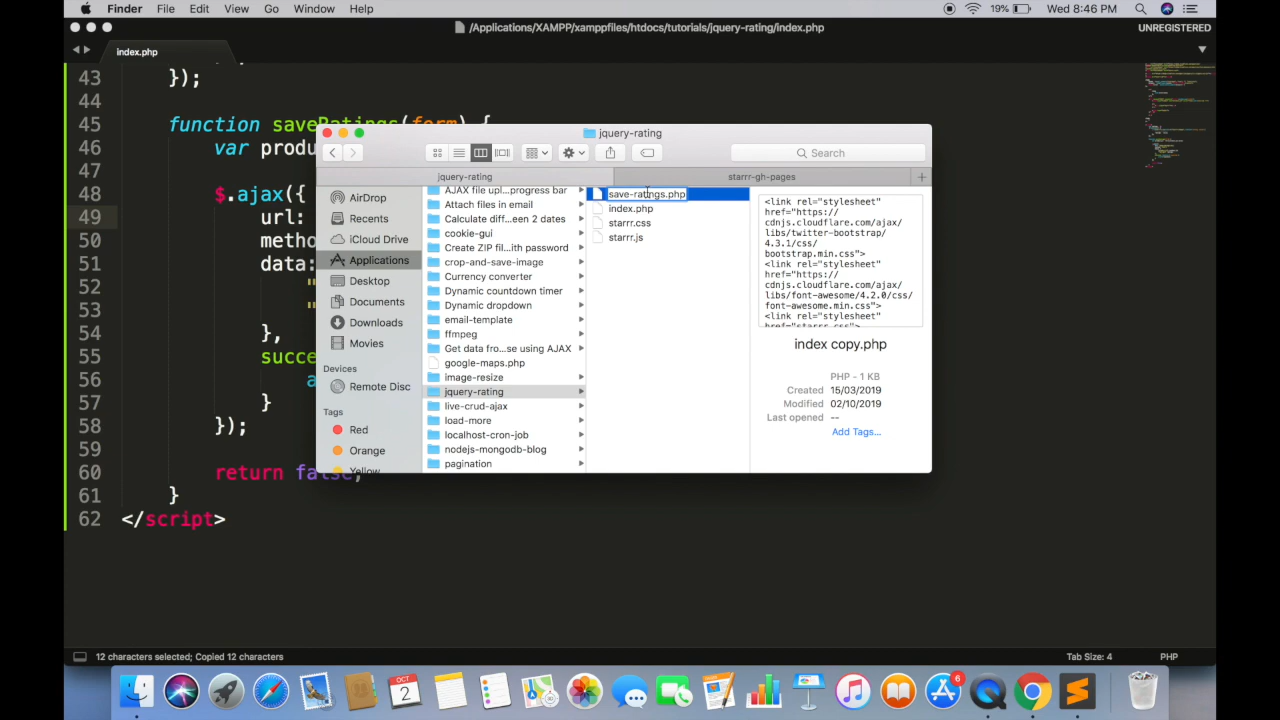 Finder File Edit View Go Window Help 19% Wed 8:46 PM
/Applications/XAMPP/xamppfiles/htdocs/tutorials/jquery-rating/index.php UNREGISTERED
index.php
43 });
44
45 function saveRatings(form) {
46 var produ
47
48 $.ajax({
49 url:
50 metho
51 data:
52 "
53 "
54 },
55 succe
56 a
57 }
58 });
59
60 return false;
61 }
62 </script>
jquery-rating
Search
jquery-rating starrr-gh-pages +
AirDrop
Recents
iCloud Drive
Applications
Desktop
Documents
Downloads
Movies
Devices
Remote Disc
Tags
Red
Orange
Yellow
AJAX file upl...progress bar
Attach files in email
Calculate diff...een 2 dates
cookie-gui
Create ZIP fil...ith password
crop-and-save-image
Currency converter
Dynamic countdown timer
Dynamic dropdown
email-template
ffmpeg
Get data fro...se using AJAX
google-maps.php
image-resize
jquery-rating
live-crud-ajax
load-more
localhost-cron-job
nodejs-mongodb-blog
pagination
save-ratings.php
index.php
starrr.css
starrr.js
<link rel="stylesheet"
href="https://
cdnjs.cloudflare.com/ajax/
libs/twitter-bootstrap/
4.3.1/css/
bootstrap.min.css">
<link rel="stylesheet"
href="https://
cdnjs.cloudflare.com/ajax/
libs/font-awesome/4.2.0/css/
font-awesome.min.css">
<link rel="stylesheet"
href="starrr.css">
index copy.php
PHP - 1 KB
Created 15/03/2019
Modified 02/10/2019
Last opened --
Add Tags...
12 characters selected; Copied 12 characters Tab Size: 4 PHP
OCT
2
6